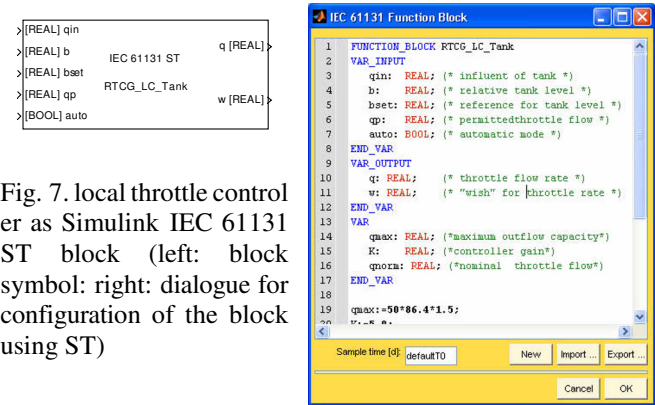 [REAL] qin
[REAL] b
[REAL] bset
[REAL] qp
[BOOL] auto
IEC 61131 ST
RTCG_LC_Tank
q [REAL]
w [REAL]
Fig. 7. local throttle control
er as Simulink IEC 61131
ST block (left: block
symbol: right: dialogue for
configuration of the block
using ST)
IEC 61131 Function Block
1 FUNCTION_BLOCK RTCG_LC_Tank
2 VAR_INPUT
3 qin: REAL; (* influent of tank *)
4 b: REAL; (* relative tank level *)
5 bset: REAL; (* reference for tank level *)
6 qp: REAL; (* permittedthrottle flow *)
7 auto: BOOL; (* automatic mode *)
8 END_VAR
9 VAR_OUTPUT
10 q: REAL; (* throttle flow rate *)
11 w: REAL; (* "wish" for throttle rate *)
12 END_VAR
13 VAR
14 qmax: REAL; (*maximum outflow capacity*)
15 K: REAL; (*controller gain*)
16 qnorm: REAL; (*nominal throttle flow*)
17 END_VAR
18
19 qmax:=50*86.4*1.5;
Sample time [d]: defaultT0 New Import ... Export ...
Cancel OK